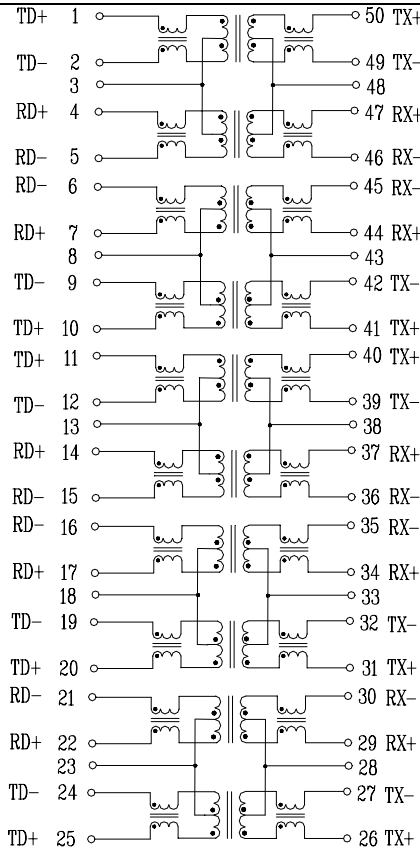 TD+ 1 50 TX+
TD- 2 49 TX-
3 48
RD+ 4 47 RX+
RD- 5 46 RX-
RD- 6 45 RX-
RD+ 7 44 RX+
8 43
TD- 9 42 TX-
TD+ 10 41 TX+
TD+ 11 40 TX+
TD- 12 39 TX-
13 38
RD+ 14 37 RX+
RD- 15 36 RX-
RD- 16 35 RX-
RD+ 17 34 RX+
18 33
TD- 19 32 TX-
TD+ 20 31 TX+
RD- 21 30 RX-
RD+ 22 29 RX+
23 28
TD- 24 27 TX-
TD+ 25 26 TX+